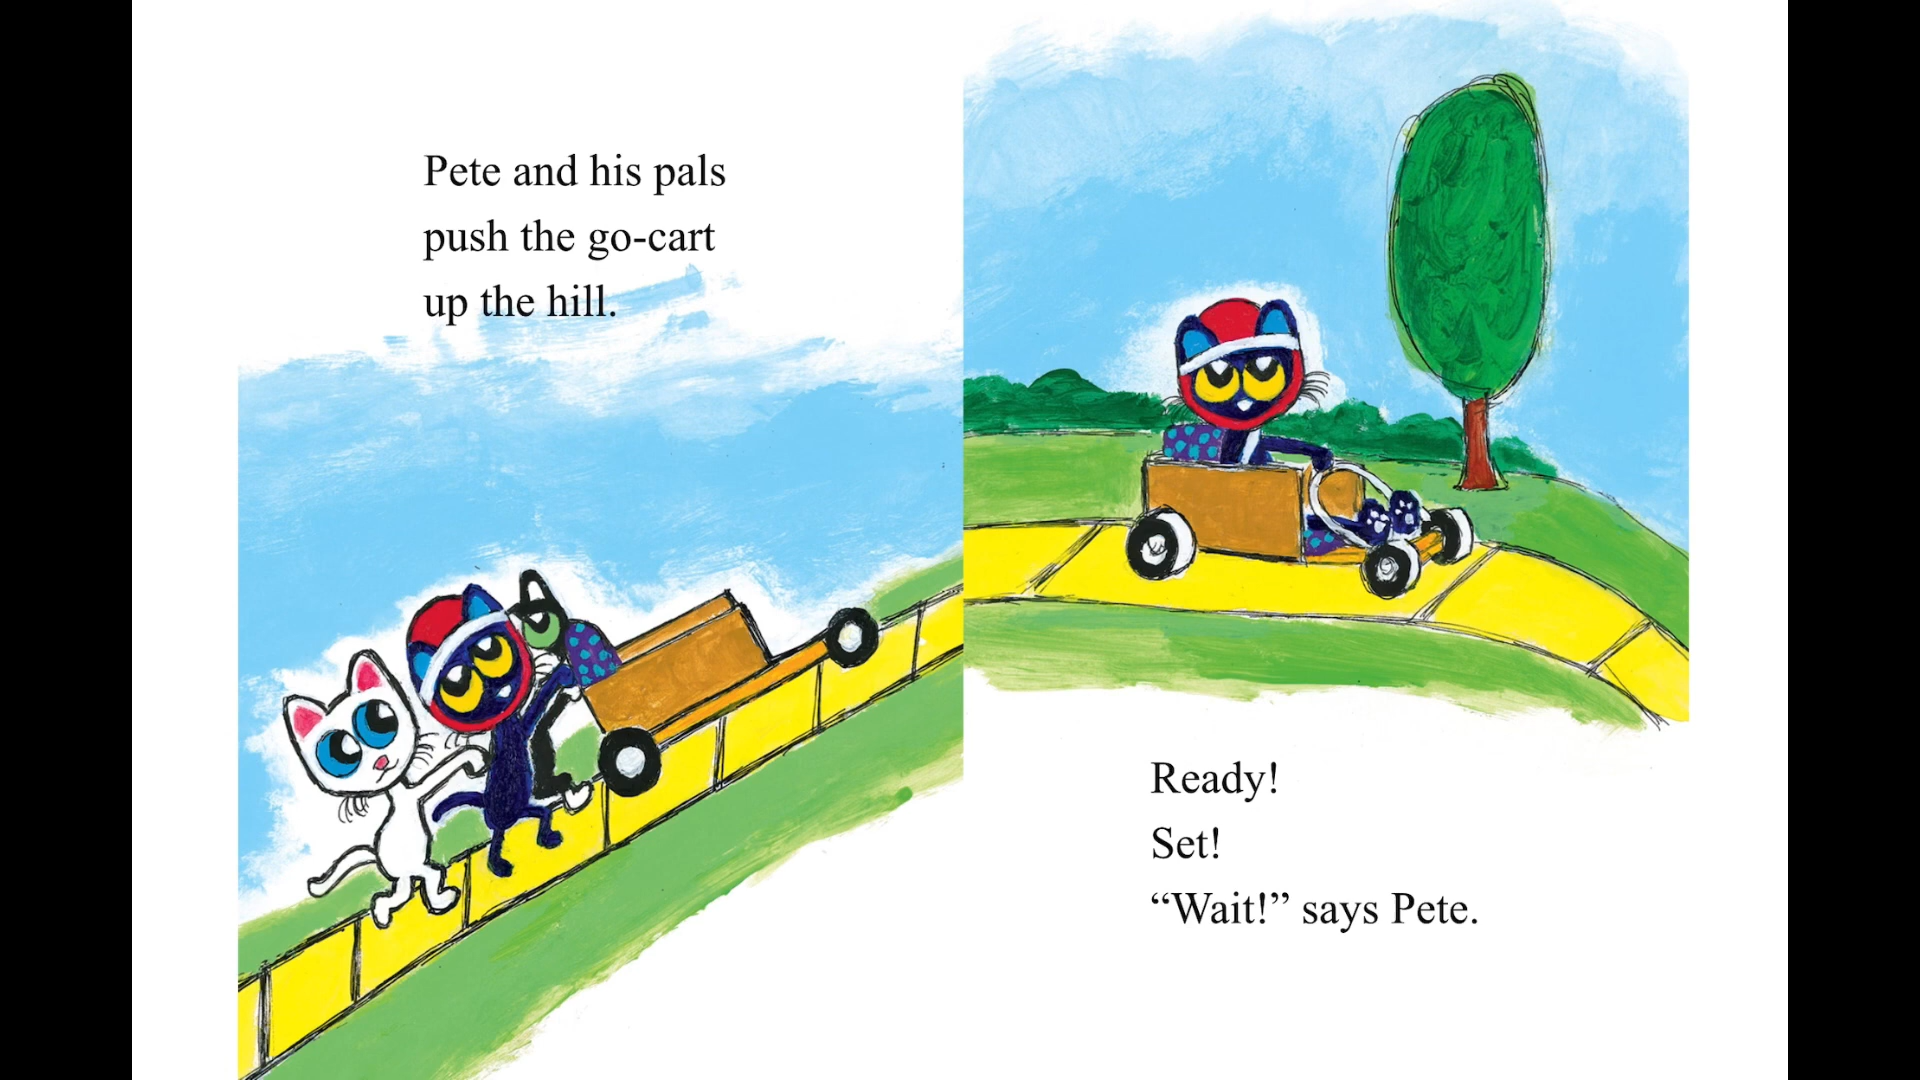 Pete and his pals
push the go-cart
up the hill.
Ready!
Set!
“Wait!” says Pete.